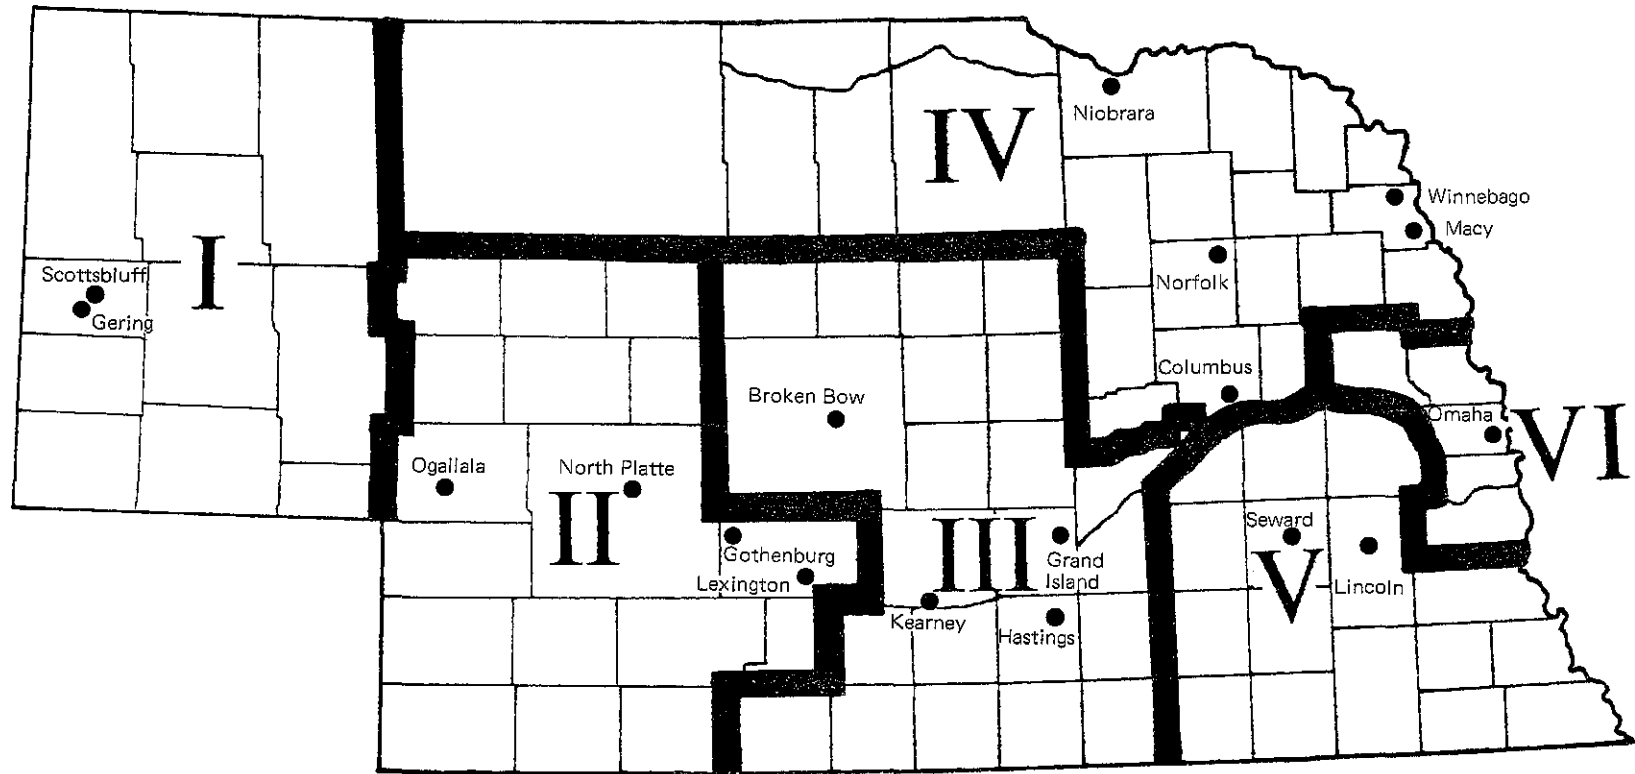 IV
Niobrara
Winnebago
Macy
I
Scottsbluff
Gering
Norfolk
Columbus
Broken Bow
Omaha
VI
Ogallala
North Platte
II
Gothenburg
Lexington
III
Grand
Island
Kearney
Hastings
Seward
V
Lincoln